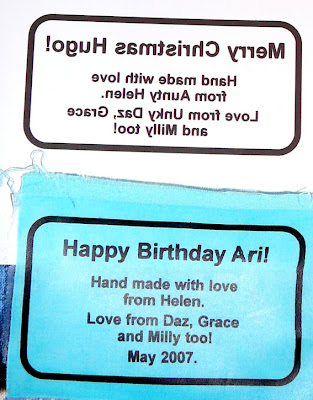 Merry Christmas Hugo!
Hand made with love
from Aunty Helen.
Love from Unky Daz, Grace
and Milly too!
Happy Birthday Ari!
Hand made with love
from Helen.
Love from Daz, Grace
and Milly too!
May 2007.